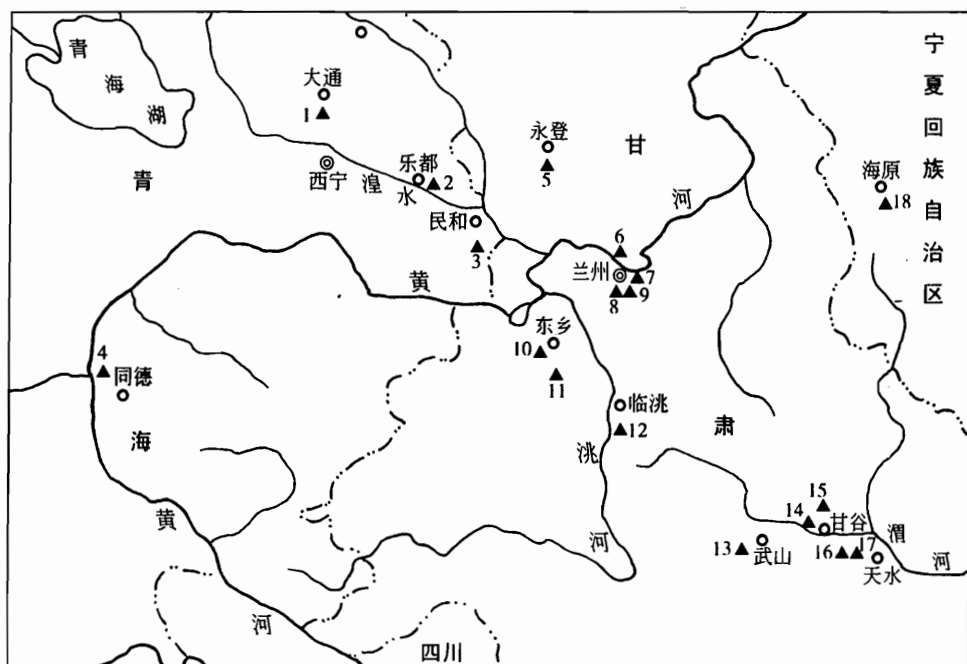 青海湖
大通
1
西宁
湟水
乐都
2
民和
3
永登
5
甘肃
宁夏回族自治区
海原
18
青海
黄河
6
兰州
7
8
9
东乡
10
11
4
同德
临洮
12
洮河
黄河
13
武山
14
15
甘谷
16
17
天水
渭河
四川